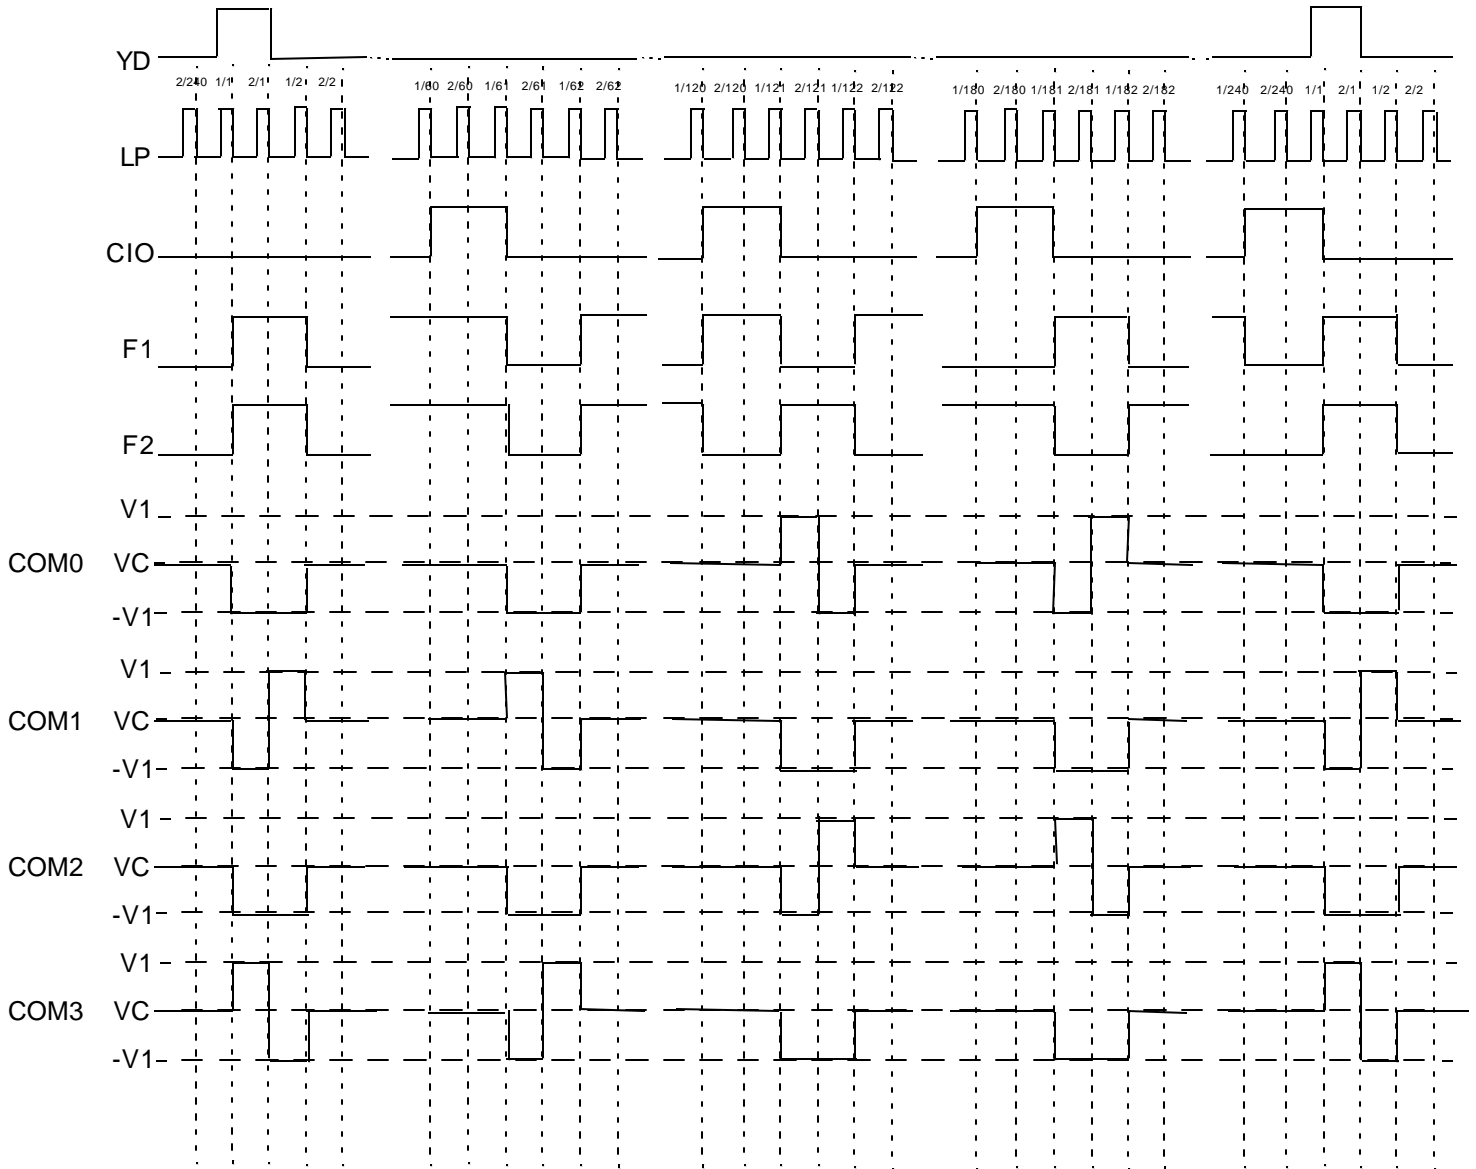 YD
2/240 1/1 2/1 1/2 2/2 1/60 2/60 1/61 2/61 1/62 2/62 1/120 2/120 1/121 2/121 1/122 2/122 1/180 2/180 1/181 2/181 1/182 2/182 1/240 2/240 1/1 2/1 1/2 2/2
LP
CIO
F1
F2
V1
COM0 VC
-V1
V1
COM1 VC
-V1
V1
COM2 VC
-V1
V1
COM3 VC
-V1